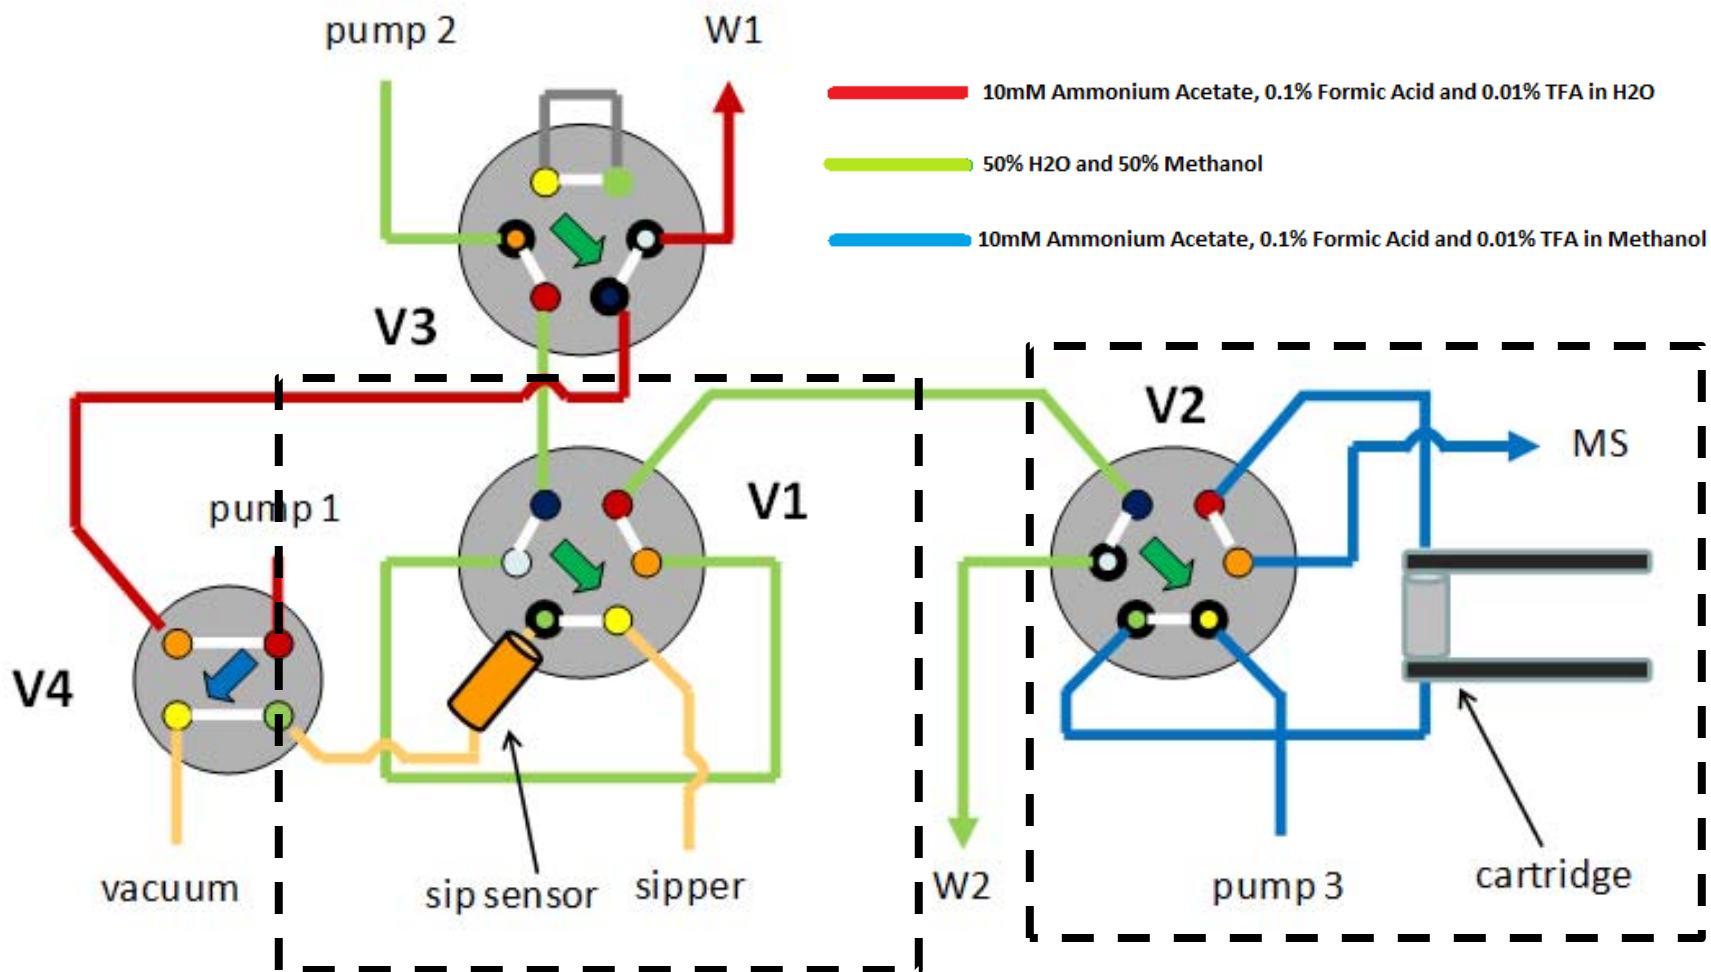 pump 2
W1
10mM Ammonium Acetate, 0.1% Formic Acid and 0.01% TFA in H2O
50% H2O and 50% Methanol
10mM Ammonium Acetate, 0.1% Formic Acid and 0.01% TFA in Methanol
V3
V2
MS
pump 1
V1
V4
vacuum
sip sensor
sipper
W2
pump 3
cartridge